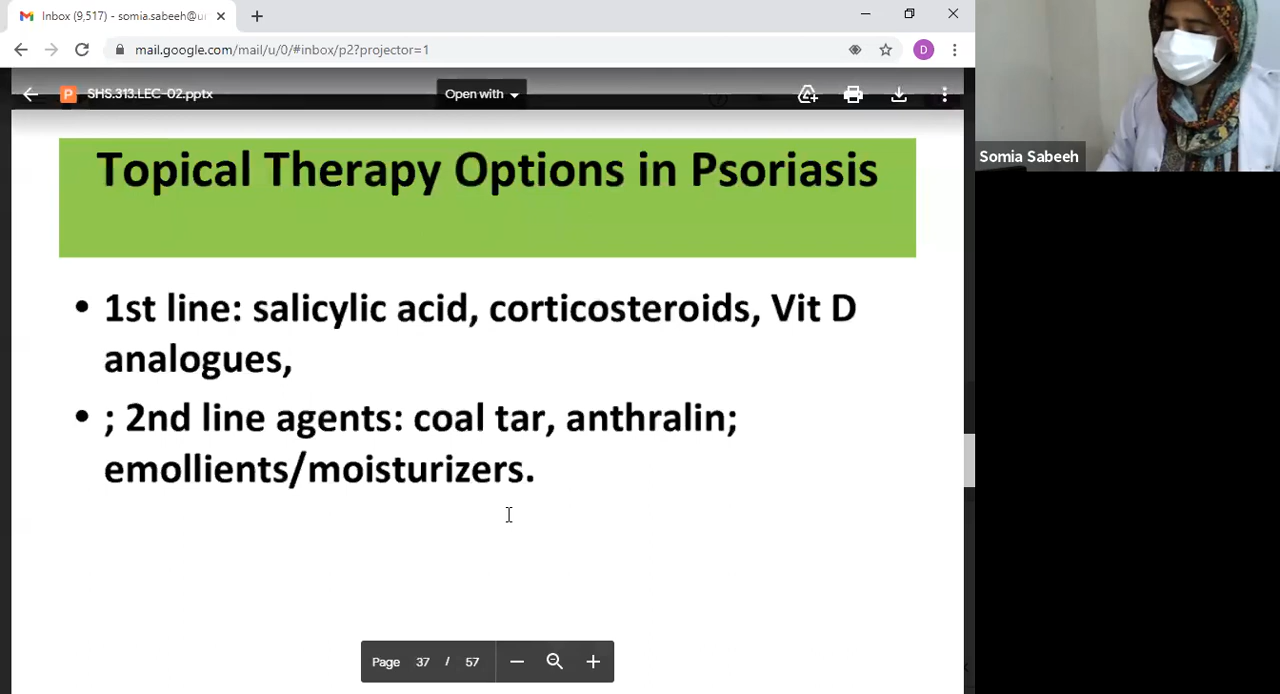 Inbox (9,517) - somia.sabeeh@u
mail.google.com/mail/u/0/#inbox/p2?projector=1
D
P SHS.313.LEC-02.pptx
Open with
Topical Therapy Options in Psoriasis
• 1st line: salicylic acid, corticosteroids, Vit D
analogues,
• ; 2nd line agents: coal tar, anthralin;
emollients/moisturizers.
Page 37 / 57
Somia Sabeeh